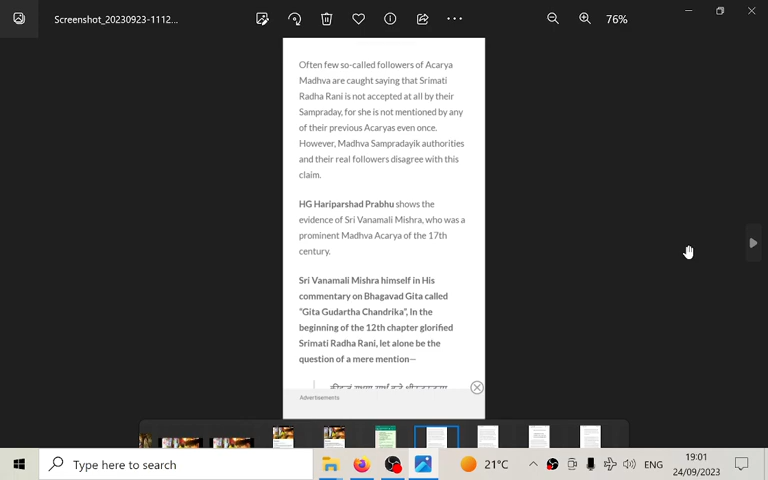 Screenshot_20230923-1112...
76%
Often few so-called followers of Acarya
Madhva are caught saying that Srimati
Radha Rani is not accepted at all by their
Sampraday, for she is not mentioned by any
of their previous Acaryas even once.
However, Madhva Sampradayik authorities
and their real followers disagree with this
claim.
HG Hariparshad Prabhu shows the
evidence of Sri Vanamali Mishra, who was a
prominent Madhva Acarya of the 17th
century.
Sri Vanamali Mishra himself in His
commentary on Bhagavad Gita called
"Gita Gudartha Chandrika", In the
beginning of the 12th chapter glorified
Srimati Radha Rani, let alone be the
question of a mere mention—
Advertisements
Type here to search
21°C
ENG
19:01
24/09/2023